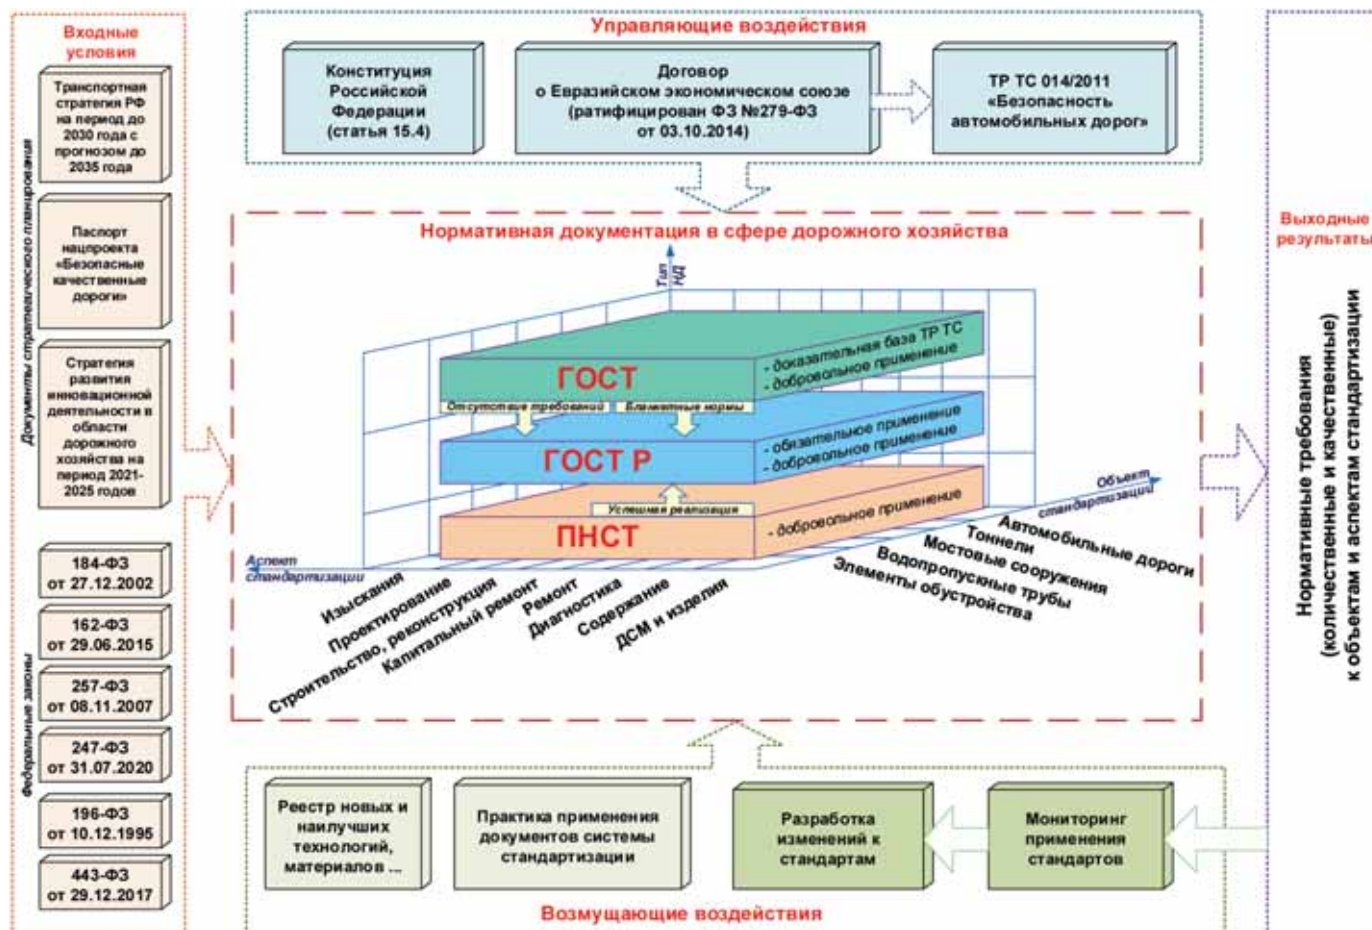 Входные
условия
Документы стратегического планирования
Транспортная
стратегия РФ
на период до
2030 года с
прогнозом до
2035 года
Паспорт
нацпроекта
«Безопасные
качественные
дороги»
Стратегия
развития
инновационной
деятельности в
области
дорожного
хозяйства на
период 2021-
2025 годов
Федеральные законы
184-ФЗ
от 27.12.2002
162-ФЗ
от 29.06.2015
257-ФЗ
от 08.11.2007
247-ФЗ
от 31.07.2020
196-ФЗ
от 10.12.1995
443-ФЗ
от 29.12.2017
Управляющие воздействия
Конституция
Российской
Федерации
(статья 15.4)
Договор
о Евразийском экономическом союзе
(ратифицирован ФЗ №279-ФЗ
от 03.10.2014)
ТР ТС 014/2011
«Безопасность
автомобильных дорог»
Нормативная документация в сфере дорожного хозяйства
Тип
НД
ГОСТ
- доказательная база ТР ТС
- добровольное применение
Отсутствие требований
Бланкетные нормы
ГОСТ Р
- обязательное применение
- добровольное применение
Успешная реализация
ПНСТ
- добровольное применение
Аспект
стандартизации
Изыскания
Проектирование
Строительство, реконструкция
Капитальный ремонт
Ремонт
Диагностика
Содержание
ДСМ и изделия
Объект
стандартизации
Автомобильные дороги
Тоннели
Мостовые сооружения
Водопропускные трубы
Элементы обустройства
Реестр новых и
наилучших
технологий,
материалов ...
Практика применения
документов системы
стандартизации
Разработка
изменений к
стандартам
Мониторинг
применения
стандартов
Возмущающие воздействия
Выходные
результаты
Нормативные требования
(количественные и качественные)
к объектам и аспектам стандартизации